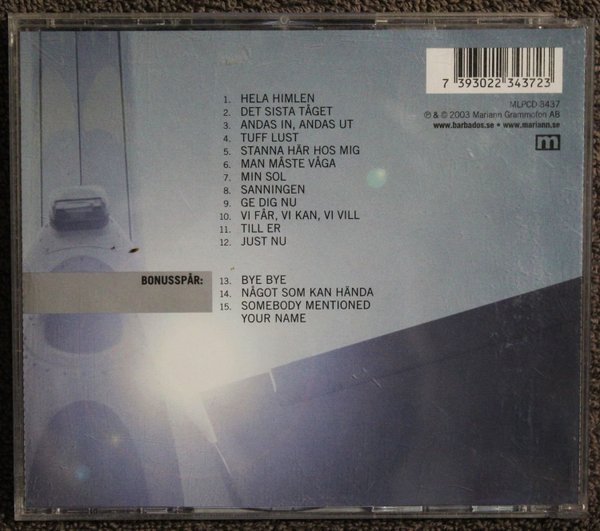 7 393022 343723
MLPCD 3437
℗ & © 2003 Mariann Grammofon AB
www.barbados.se • www.mariann.se
m
1. HELA HIMLEN
2. DET SISTA TÅGET
3. ANDAS IN, ANDAS UT
4. TUFF LUST
5. STANNA HÄR HOS MIG
6. MAN MÅSTE VÅGA
7. MIN SOL
8. SANNINGEN
9. GE DIG NU
10. VI FÅR, VI KAN, VI VILL
11. TILL ER
12. JUST NU
BONUSSPÅR:
13. BYE BYE
14. NÅGOT SOM KAN HÄNDA
15. SOMEBODY MENTIONED
YOUR NAME